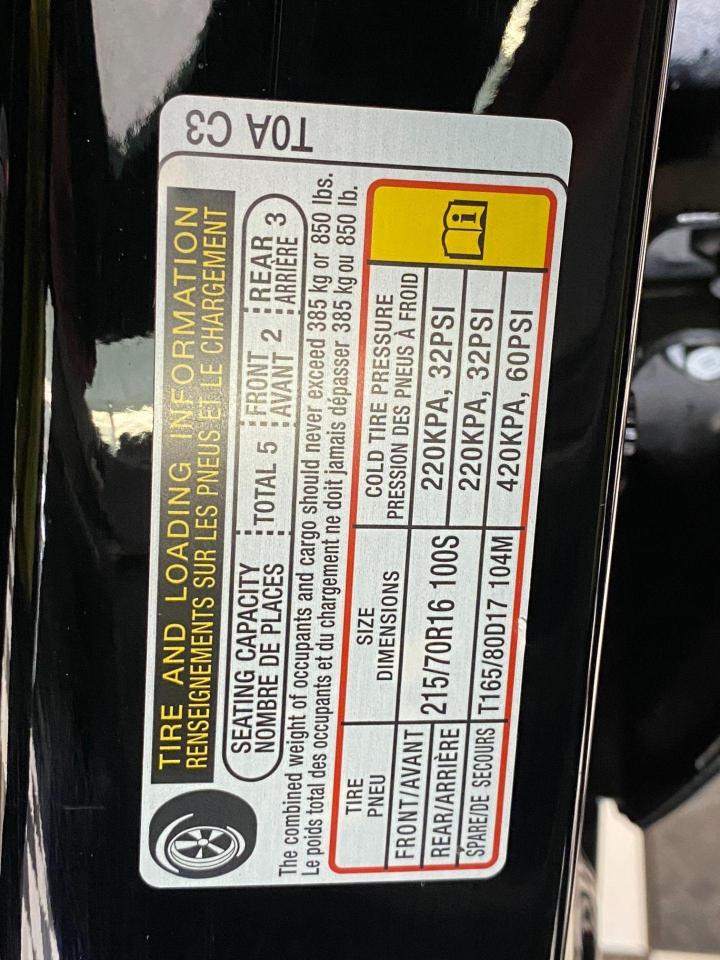 TIRE AND LOADING INFORMATION
RENSEIGNEMENTS SUR LES PNEUS ET LE CHARGEMENT
SEATING CAPACITY
NOMBRE DE PLACES
TOTAL 5
FRONT
AVANT 2
REAR
ARRIÈRE 3
The combined weight of occupants and cargo should never exceed 385 kg or 850 lbs.
Le poids total des occupants et du chargement ne doit jamais dépasser 385 kg ou 850 lb.
TIRE
PNEU
SIZE
DIMENSIONS
COLD TIRE PRESSURE
PRESSION DES PNEUS À FROID
FRONT/AVANT
215/70R16 100S
220KPA, 32PSI
REAR/ARRIÈRE
220KPA, 32PSI
SPARE/DE SECOURS
T165/80D17 104M
420KPA, 60PSI
T0A C3